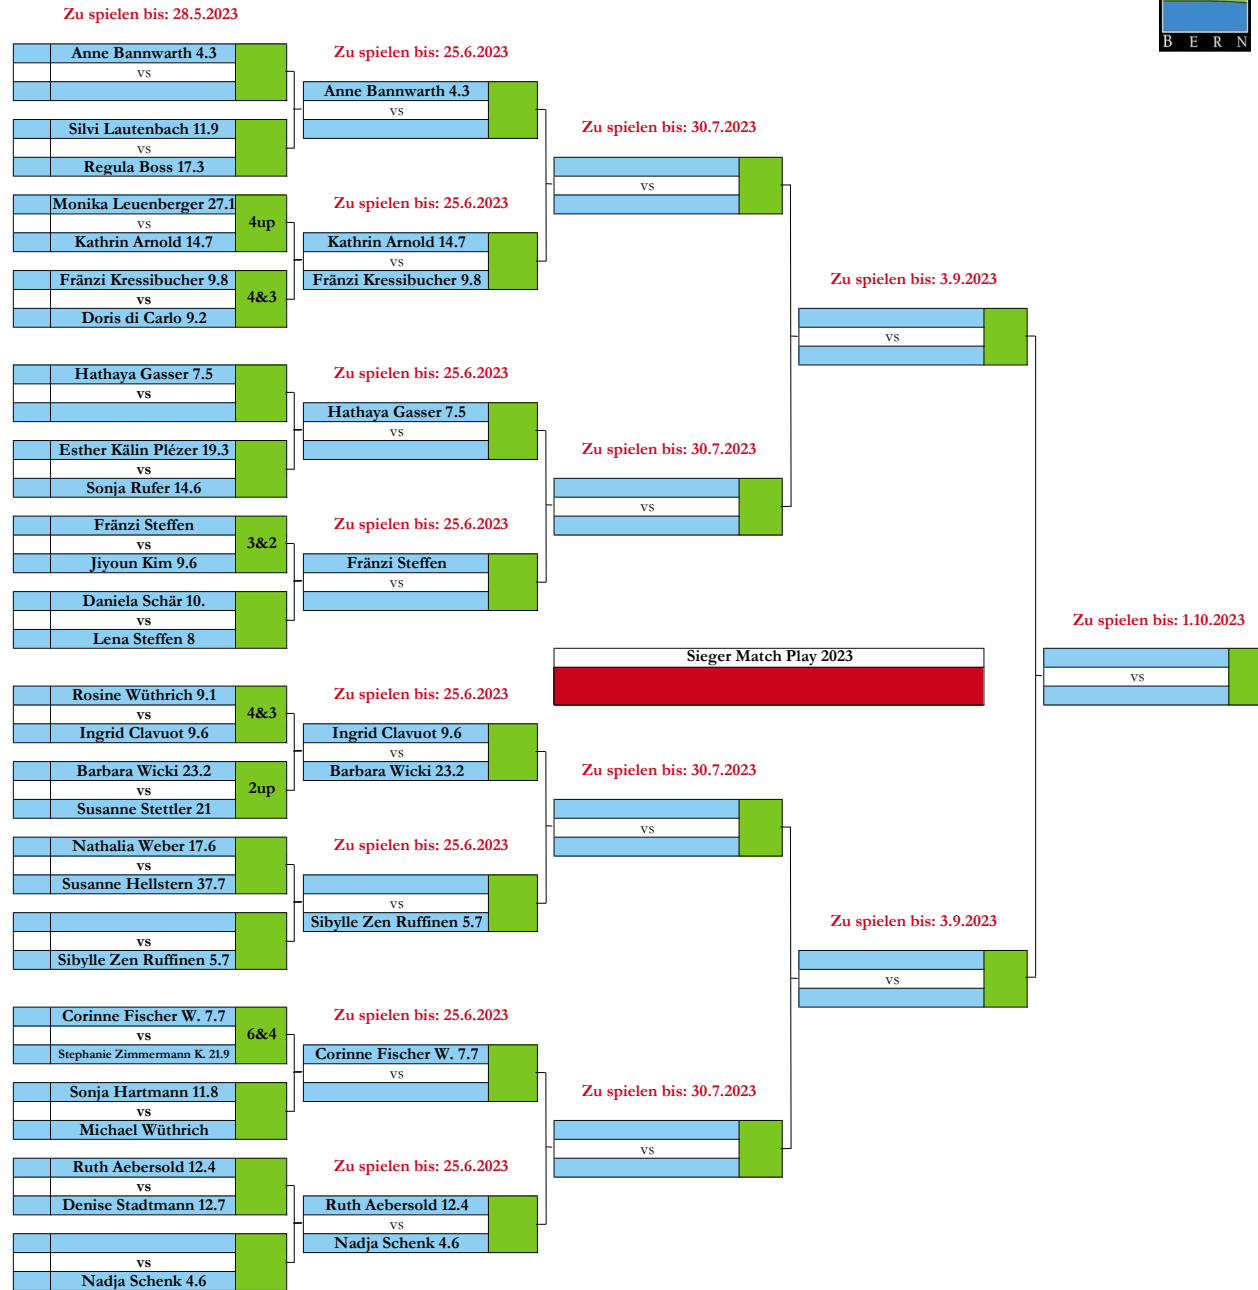 Zu spielen bis: 28.5.2023
BERN
Anne Bannwarth 4.3
vs
Silvi Lautenbach 11.9
vs
Regula Boss 17.3
Monika Leuenberger 27.1
vs
4up
Kathrin Arnold 14.7
Fränzi Kressibucher 9.8
vs
4&3
Doris di Carlo 9.2
Hathaya Gasser 7.5
vs
Esther Kälin Plézer 19.3
vs
Sonja Rufer 14.6
Fränzi Steffen
vs
3&2
Jiyoun Kim 9.6
Daniela Schär 10.
vs
Lena Steffen 8
Rosine Wüthrich 9.1
vs
4&3
Ingrid Clavuot 9.6
Barbara Wicki 23.2
vs
2up
Susanne Stettler 21
Nathalia Weber 17.6
vs
Susanne Hellstern 37.7
vs
Sibylle Zen Ruffinen 5.7
Corinne Fischer W. 7.7
vs
6&4
Stephanie Zimmermann K. 21.9
Sonja Hartmann 11.8
vs
Michael Wüthrich
Ruth Aebersold 12.4
vs
Denise Stadtmann 12.7
vs
Nadja Schenk 4.6
Zu spielen bis: 25.6.2023
Anne Bannwarth 4.3
vs
Zu spielen bis: 25.6.2023
Kathrin Arnold 14.7
vs
Fränzi Kressibucher 9.8
Zu spielen bis: 25.6.2023
Hathaya Gasser 7.5
vs
Zu spielen bis: 25.6.2023
Fränzi Steffen
vs
Zu spielen bis: 25.6.2023
Ingrid Clavuot 9.6
vs
Barbara Wicki 23.2
Zu spielen bis: 25.6.2023
vs
Sibylle Zen Ruffinen 5.7
Zu spielen bis: 25.6.2023
Corinne Fischer W. 7.7
vs
Zu spielen bis: 25.6.2023
Ruth Aebersold 12.4
vs
Nadja Schenk 4.6
Zu spielen bis: 30.7.2023
vs
Zu spielen bis: 30.7.2023
vs
Sieger Match Play 2023
Zu spielen bis: 30.7.2023
vs
Zu spielen bis: 30.7.2023
vs
Zu spielen bis: 3.9.2023
vs
Zu spielen bis: 3.9.2023
vs
Zu spielen bis: 1.10.2023
vs